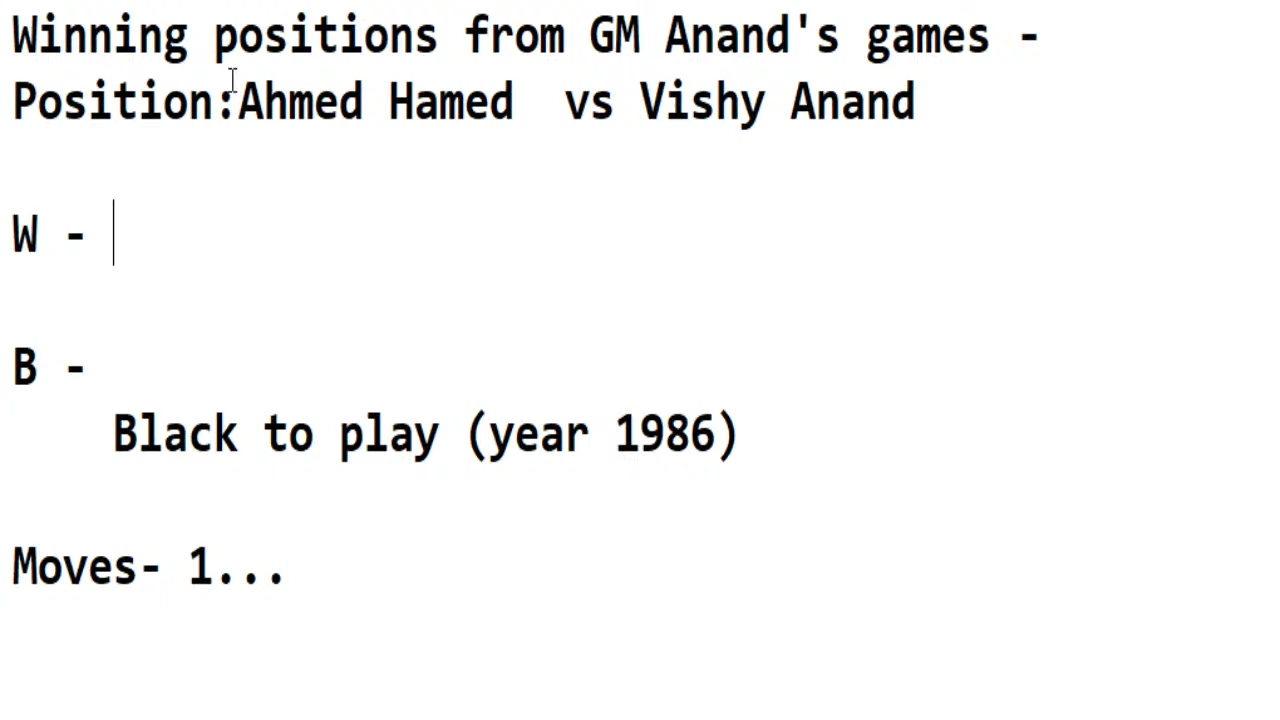 Winning positions from GM Anand's games -
Position:Ahmed Hamed  vs Vishy Anand
W -
B -
Black to play (year 1986)
Moves- 1...